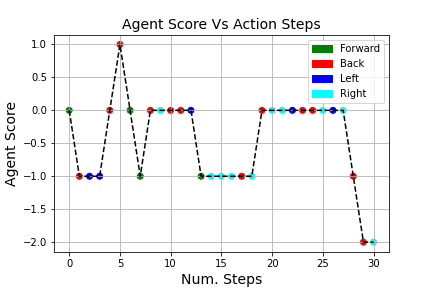 Agent Score Vs Action Steps
Agent Score
1.0
0.5
0.0
−0.5
−1.0
−1.5
−2.0
Forward
Back
Left
Right
0 5 10 15 20 25 30
Num. Steps